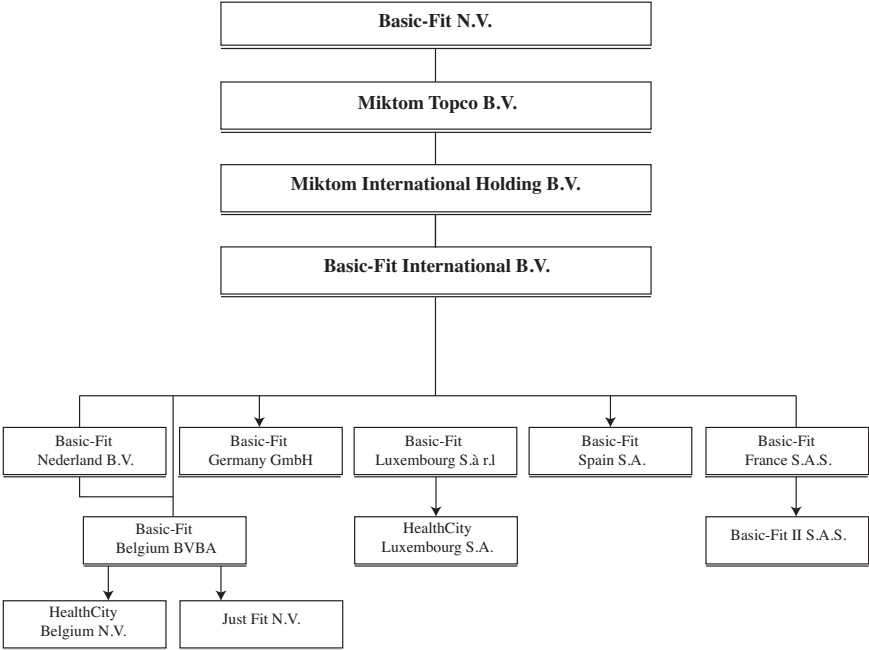 Basic-Fit N.V.
Miktom Topco B.V.
Miktom International Holding B.V.
Basic-Fit International B.V.
Basic-Fit
Nederland B.V.
Basic-Fit
Germany GmbH
Basic-Fit
Luxembourg S.à r.l
Basic-Fit
Spain S.A.
Basic-Fit
France S.A.S.
Basic-Fit
Belgium BVBA
HealthCity
Luxembourg S.A.
Basic-Fit II S.A.S.
HealthCity
Belgium N.V.
Just Fit N.V.